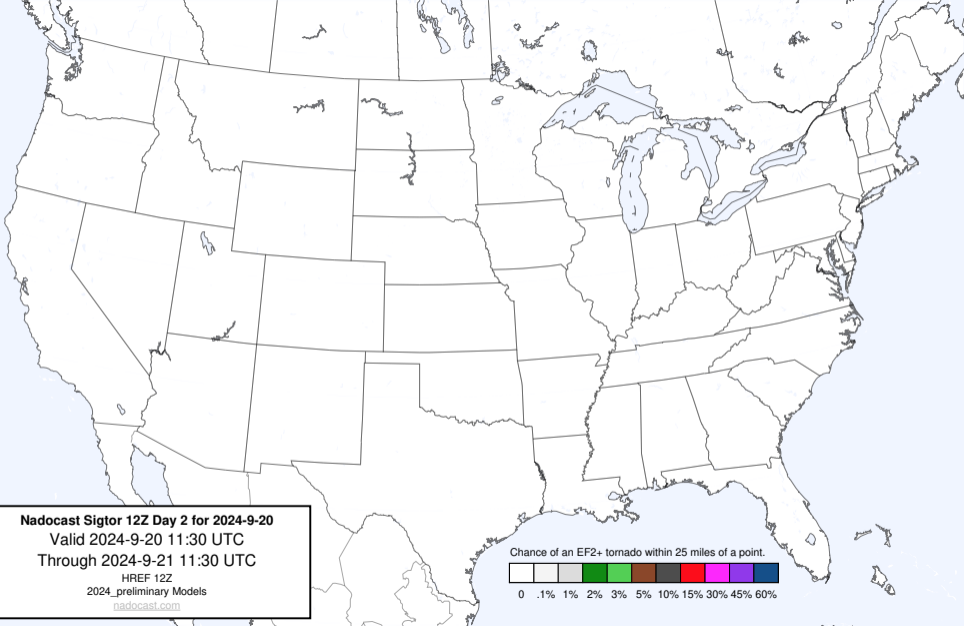 Nadocast Sigtor 12Z Day 2 for 2024-9-20
Valid 2024-9-20 11:30 UTC
Through 2024-9-21 11:30 UTC
HREF 12Z
2024_preliminary Models
nadocast.com
Chance of an EF2+ tornado within 25 miles of a point.
0 .1% 1% 2% 3% 5% 10% 15% 30% 45% 60%